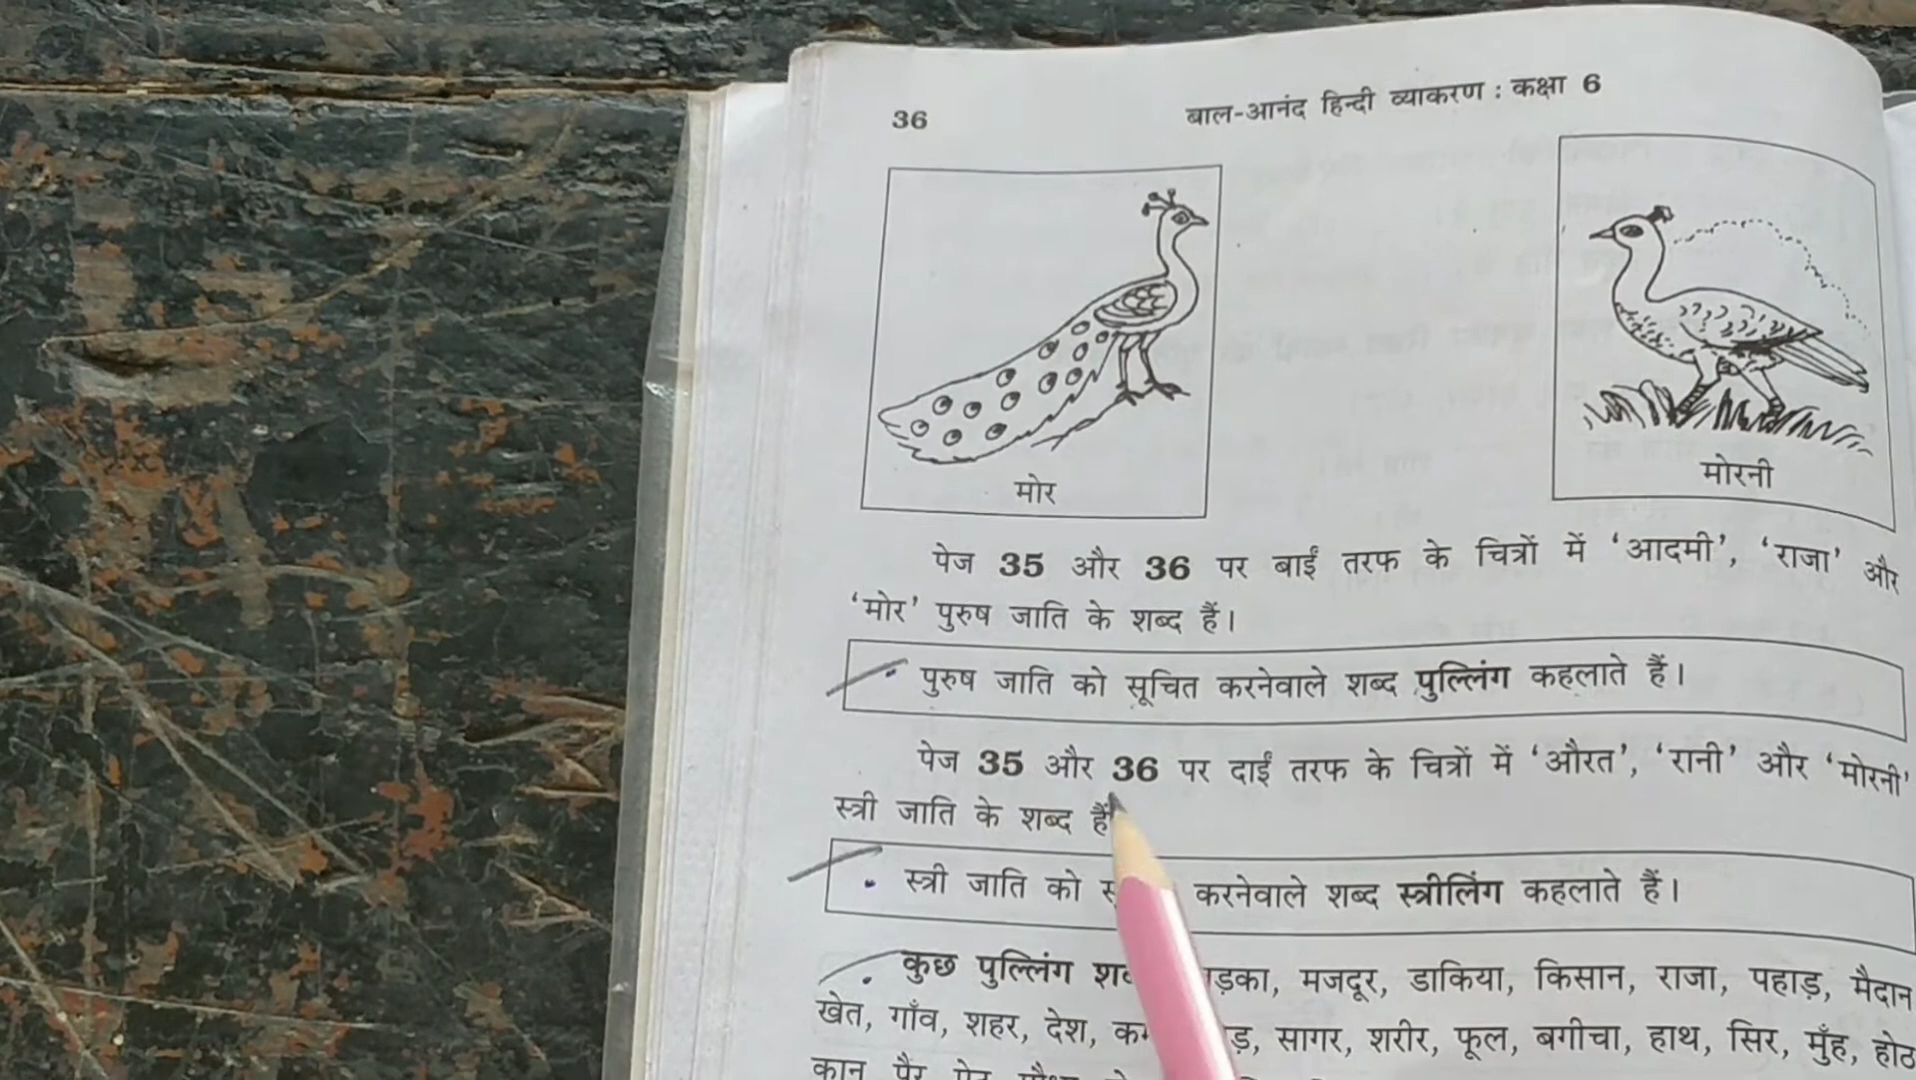 36
बाल-आनंद हिन्दी व्याकरण : कक्षा 6
मोर
मोरनी
पेज 35 और 36 पर बाईं तरफ के चित्रों में ‘आदमी’, ‘राजा’ और
‘मोर’ पुरुष जाति के शब्द हैं।
पुरुष जाति को सूचित करनेवाले शब्द पुल्लिंग कहलाते हैं।
पेज 35 और 36 पर दाईं तरफ के चित्रों में ‘औरत’, ‘रानी’ और ‘मोरनी’
स्त्री जाति के शब्द हैं
स्त्री जाति को करनेवाले शब्द स्त्रीलिंग कहलाते हैं।
कुछ पुल्लिंग मजदूर, डाकिया, किसान, राजा, पहाड़, मैदान
खेत, गाँव, शहर, देश, सागर, शरीर, फूल, बगीचा, हाथ, सिर, मुँह, होठ
कान पैर पेट